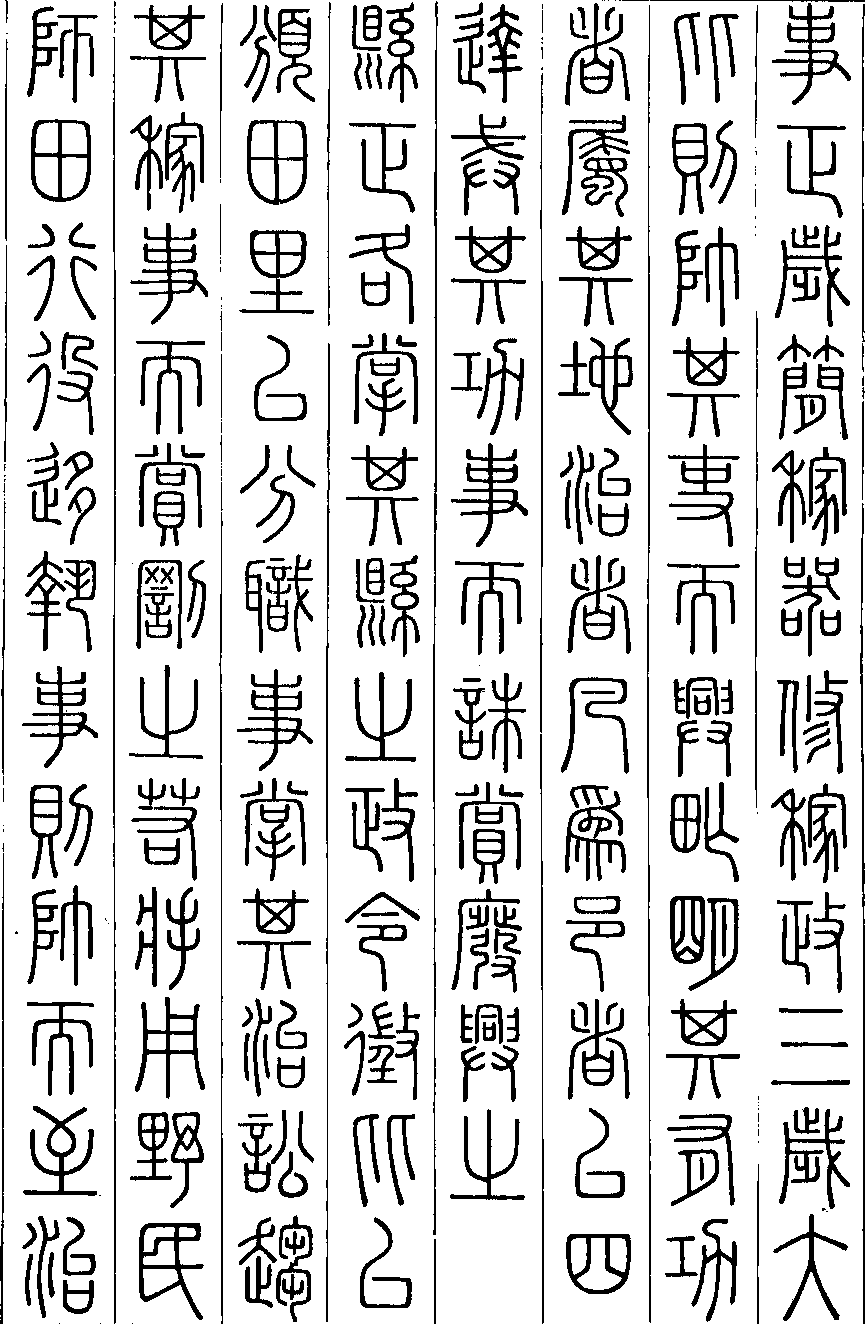 事正歲簡稼器修稼政三歲大
比則帥其吏而興甿明其有功
者屬其地治者凡為邑者以四
達戒其功事而誅賞廢興之
縣正各掌其縣之政令徵比以
頒田里以分職事掌其治訟趨
其稼事而賞罰之若將用野民
師田行役移執事則帥而至治